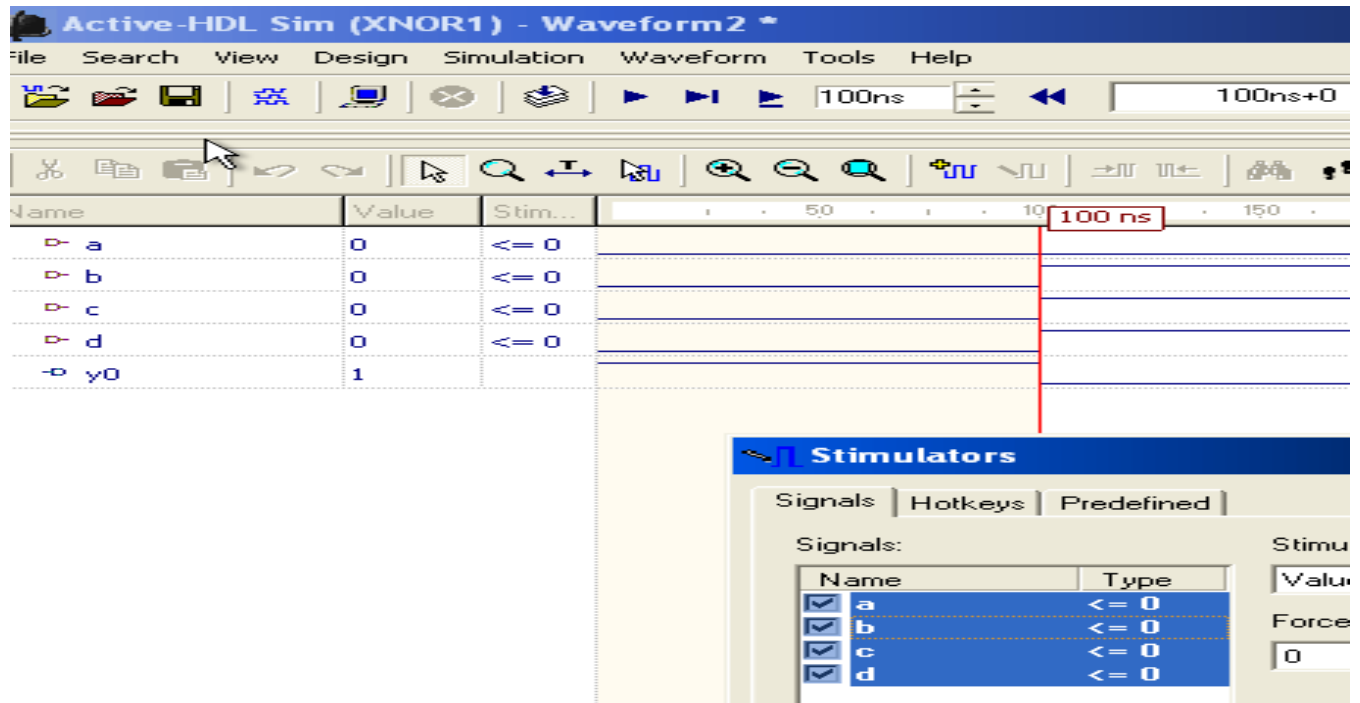 Active-HDL Sim (XNOR1) - Waveform2 *
File Search View Design Simulation Waveform Tools Help
100ns 100ns+0
Name Value Stim... 50 100 ns 150
a 0 <= 0
b 0 <= 0
c 0 <= 0
d 0 <= 0
y0 1
Stimulators
Signals Hotkeys Predefined
Signals: Stimu
Name Type Valu
a <= 0
b <= 0 Force
c <= 0 0
d <= 0